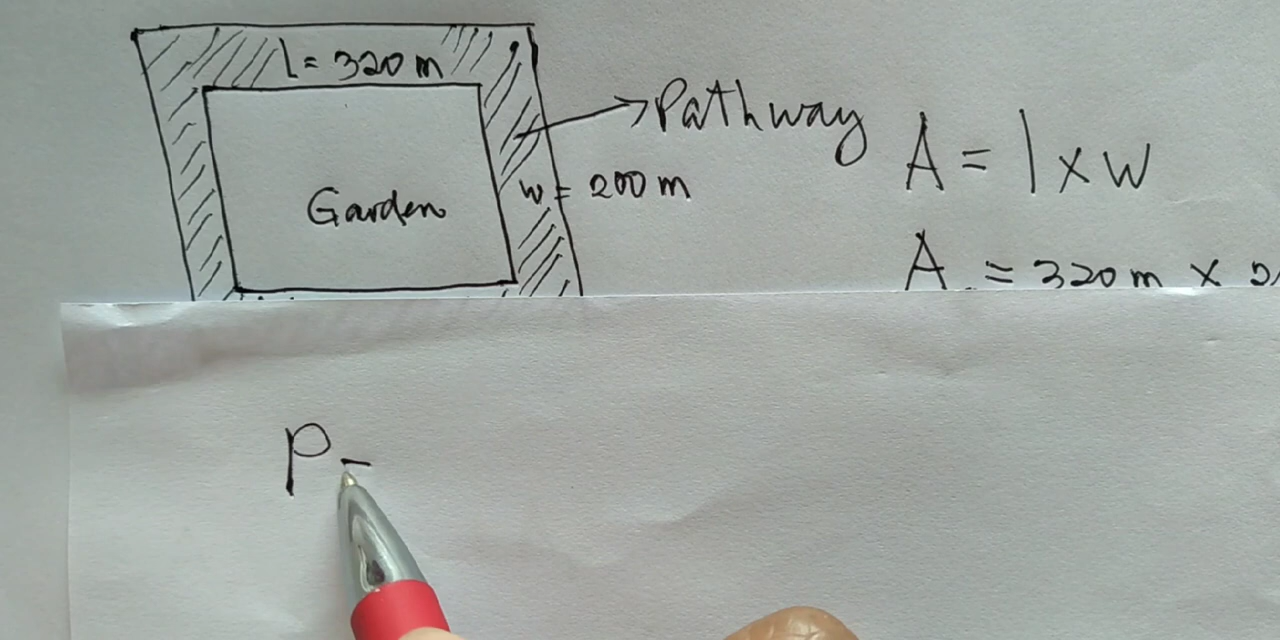 l = 320 m
Pathway
w = 200 m
Garden
A = l x w
A = 320 m x
P =